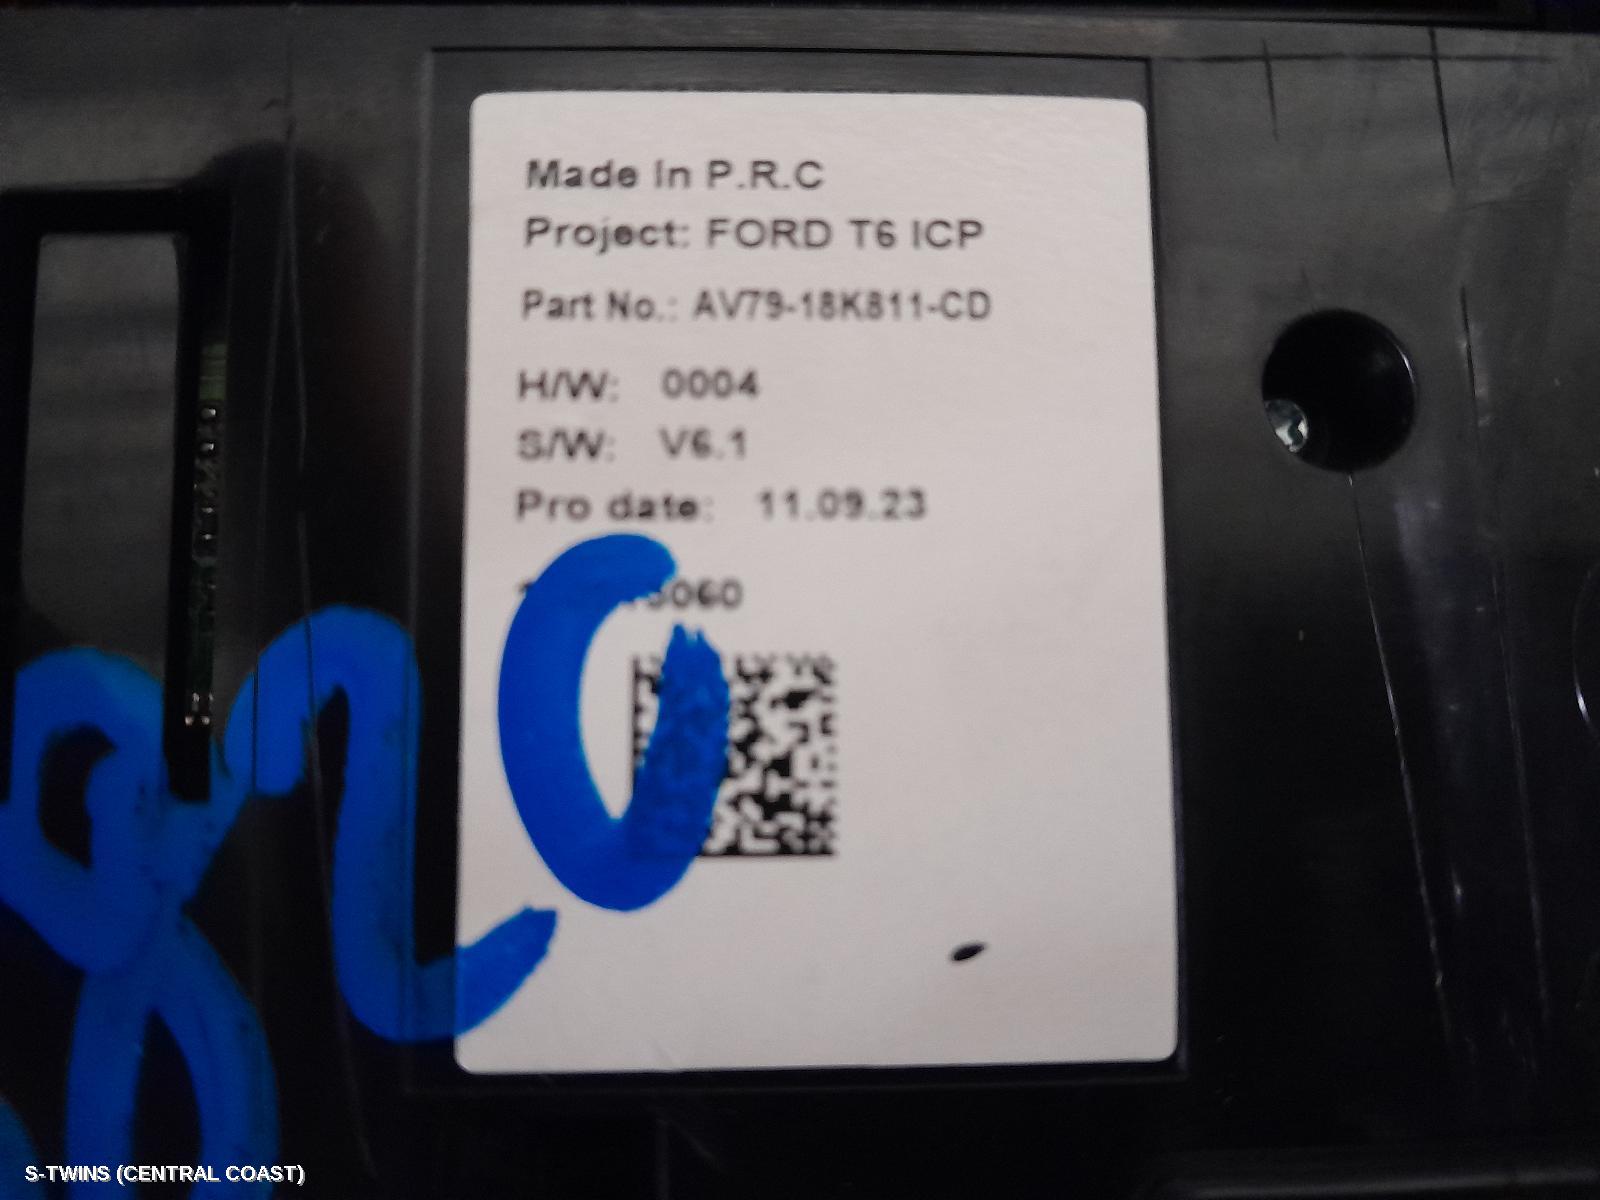 Made in P.R.C
Project: FORD T6 ICP
Part No.: AV79-18K811-CD
H/W: 0004
S/W: V6.1
Pro date: 11.09.23
820
S-TWINS (CENTRAL COAST)